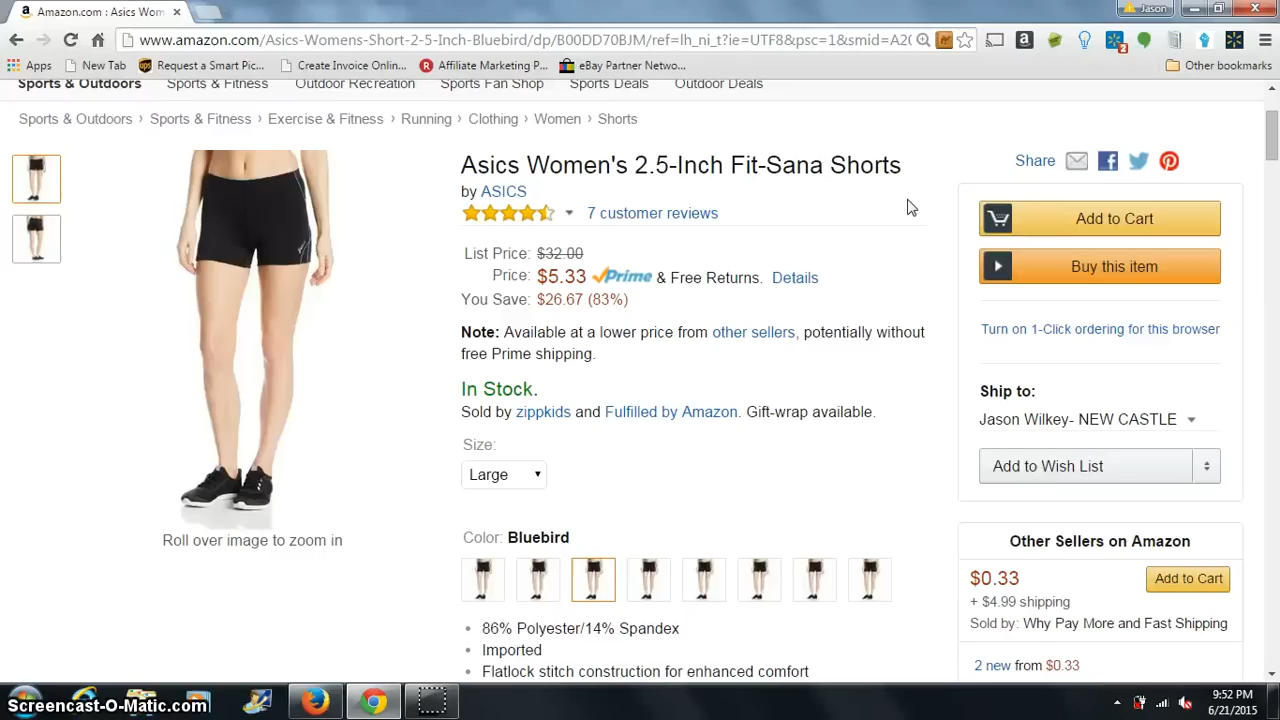 Amazon.com : Asics Wom
Jason
www.amazon.com/Asics-Womens-Short-2-5-Inch-Bluebird/dp/B00DD70BJM/ref=lh_ni_t?ie=UTF8&psc=1&smid=A2
Apps New Tab Request a Smart Pic... Create Invoice Onlin... Affiliate Marketing P... eBay Partner Netwo... Other bookmarks
Sports & Outdoors Sports & Fitness Outdoor Recreation Sports Fan Shop Sports Deals Outdoor Deals
Sports & Outdoors › Sports & Fitness › Exercise & Fitness › Running › Clothing › Women › Shorts
Asics Women's 2.5-Inch Fit-Sana Shorts
by ASICS
7 customer reviews
List Price: $32.00
Price: $5.33 Prime & Free Returns. Details
You Save: $26.67 (83%)
Note: Available at a lower price from other sellers, potentially without
free Prime shipping.
In Stock.
Sold by zippkids and Fulfilled by Amazon. Gift-wrap available.
Size:
Large
Color: Bluebird
86% Polyester/14% Spandex
Imported
Flatlock stitch construction for enhanced comfort
Roll over image to zoom in
Share
Add to Cart
Buy this item
Turn on 1-Click ordering for this browser
Ship to:
Jason Wilkey- NEW CASTLE
Add to Wish List
Other Sellers on Amazon
$0.33 Add to Cart
+ $4.99 shipping
Sold by: Why Pay More and Fast Shipping
2 new from $0.33
Screencast-O-Matic.com
9:52 PM
6/21/2015